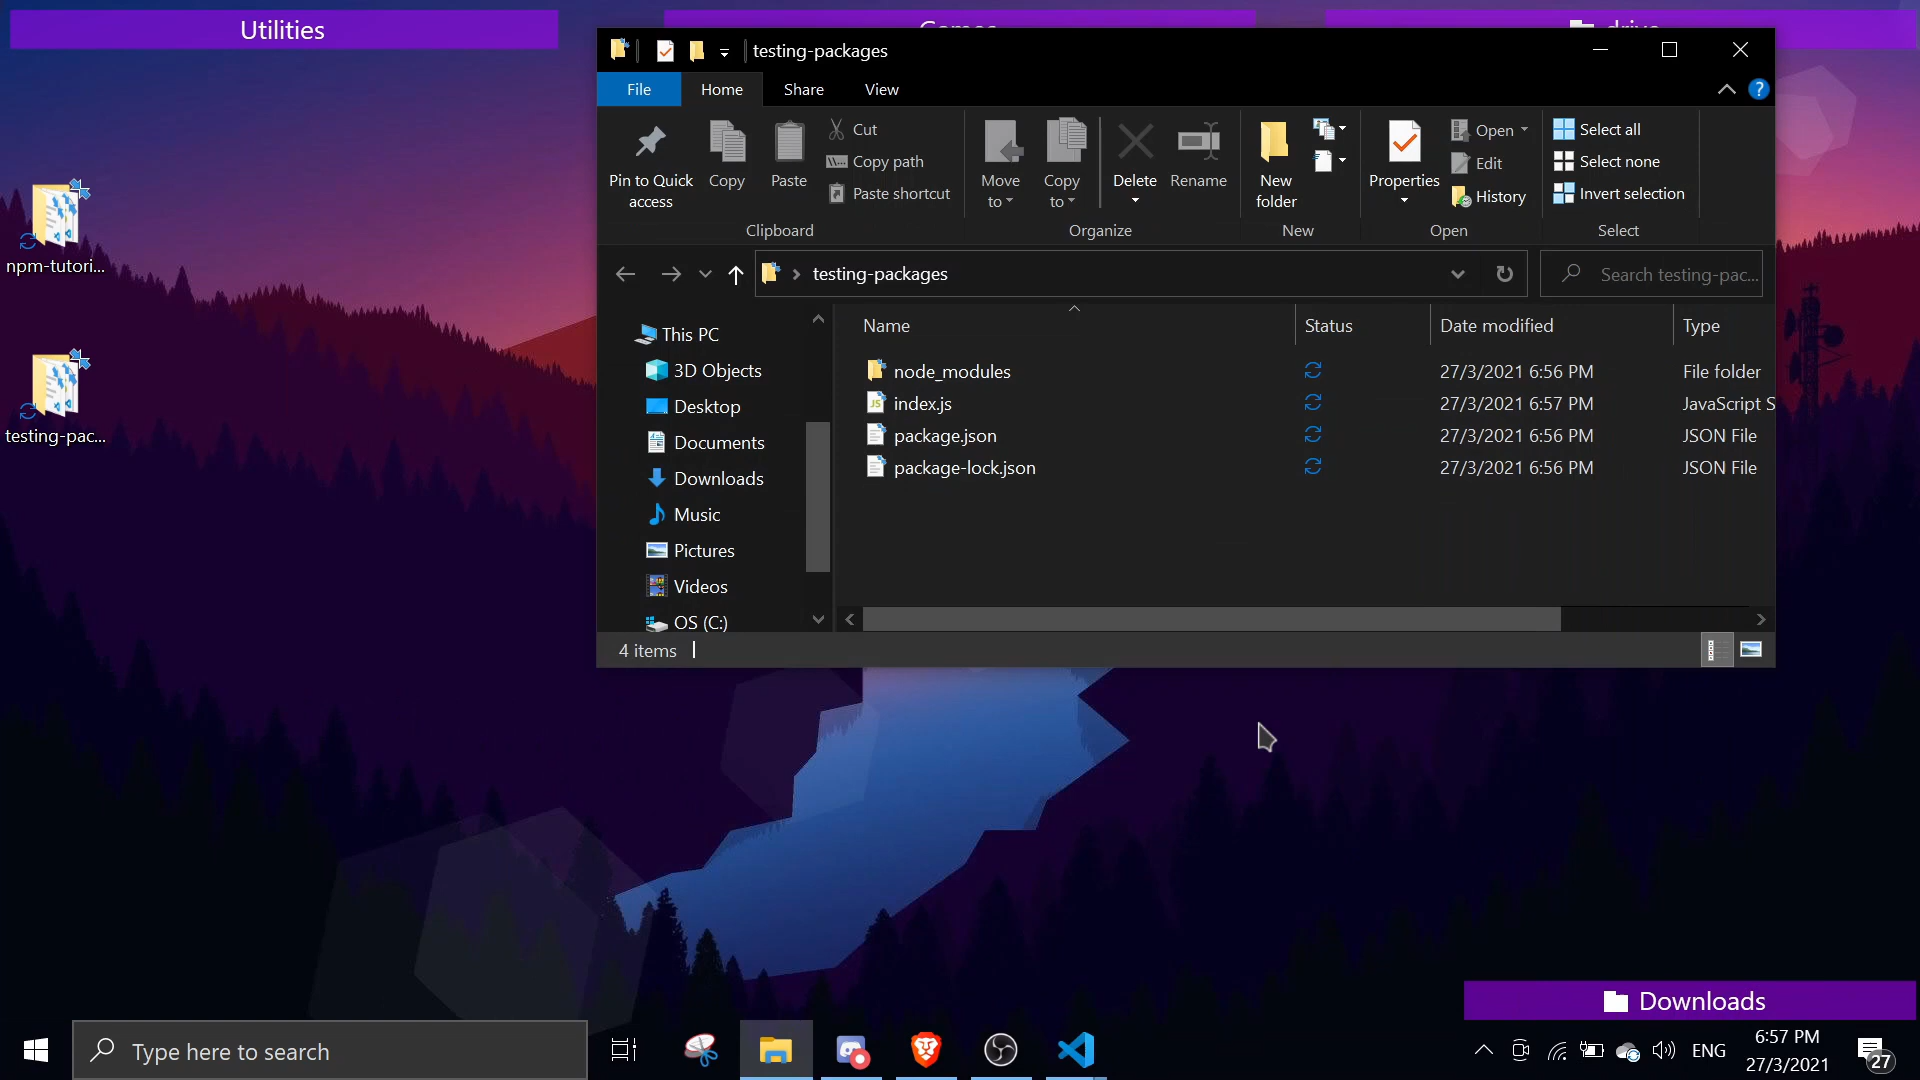 Utilities
testing-packages
File
Home
Share
View
?
Pin to Quick access
Copy
Paste
Cut
Copy path
Paste shortcut
Clipboard
Move to
Copy to
Delete
Rename
Organize
New folder
New
Properties
Open
Edit
History
Open
Select all
Select none
Invert selection
Select
testing-packages
Search testing-pac...
npm-tutori...
testing-pac...
This PC
3D Objects
Desktop
Documents
Downloads
Music
Pictures
Videos
OS (C:)
Name Status Date modified Type
node_modules 27/3/2021 6:56 PM File folder
JS index.js 27/3/2021 6:57 PM JavaScript S
package.json 27/3/2021 6:56 PM JSON File
package-lock.json 27/3/2021 6:56 PM JSON File
4 items
Downloads
Type here to search
ENG
6:57 PM
27/3/2021
27